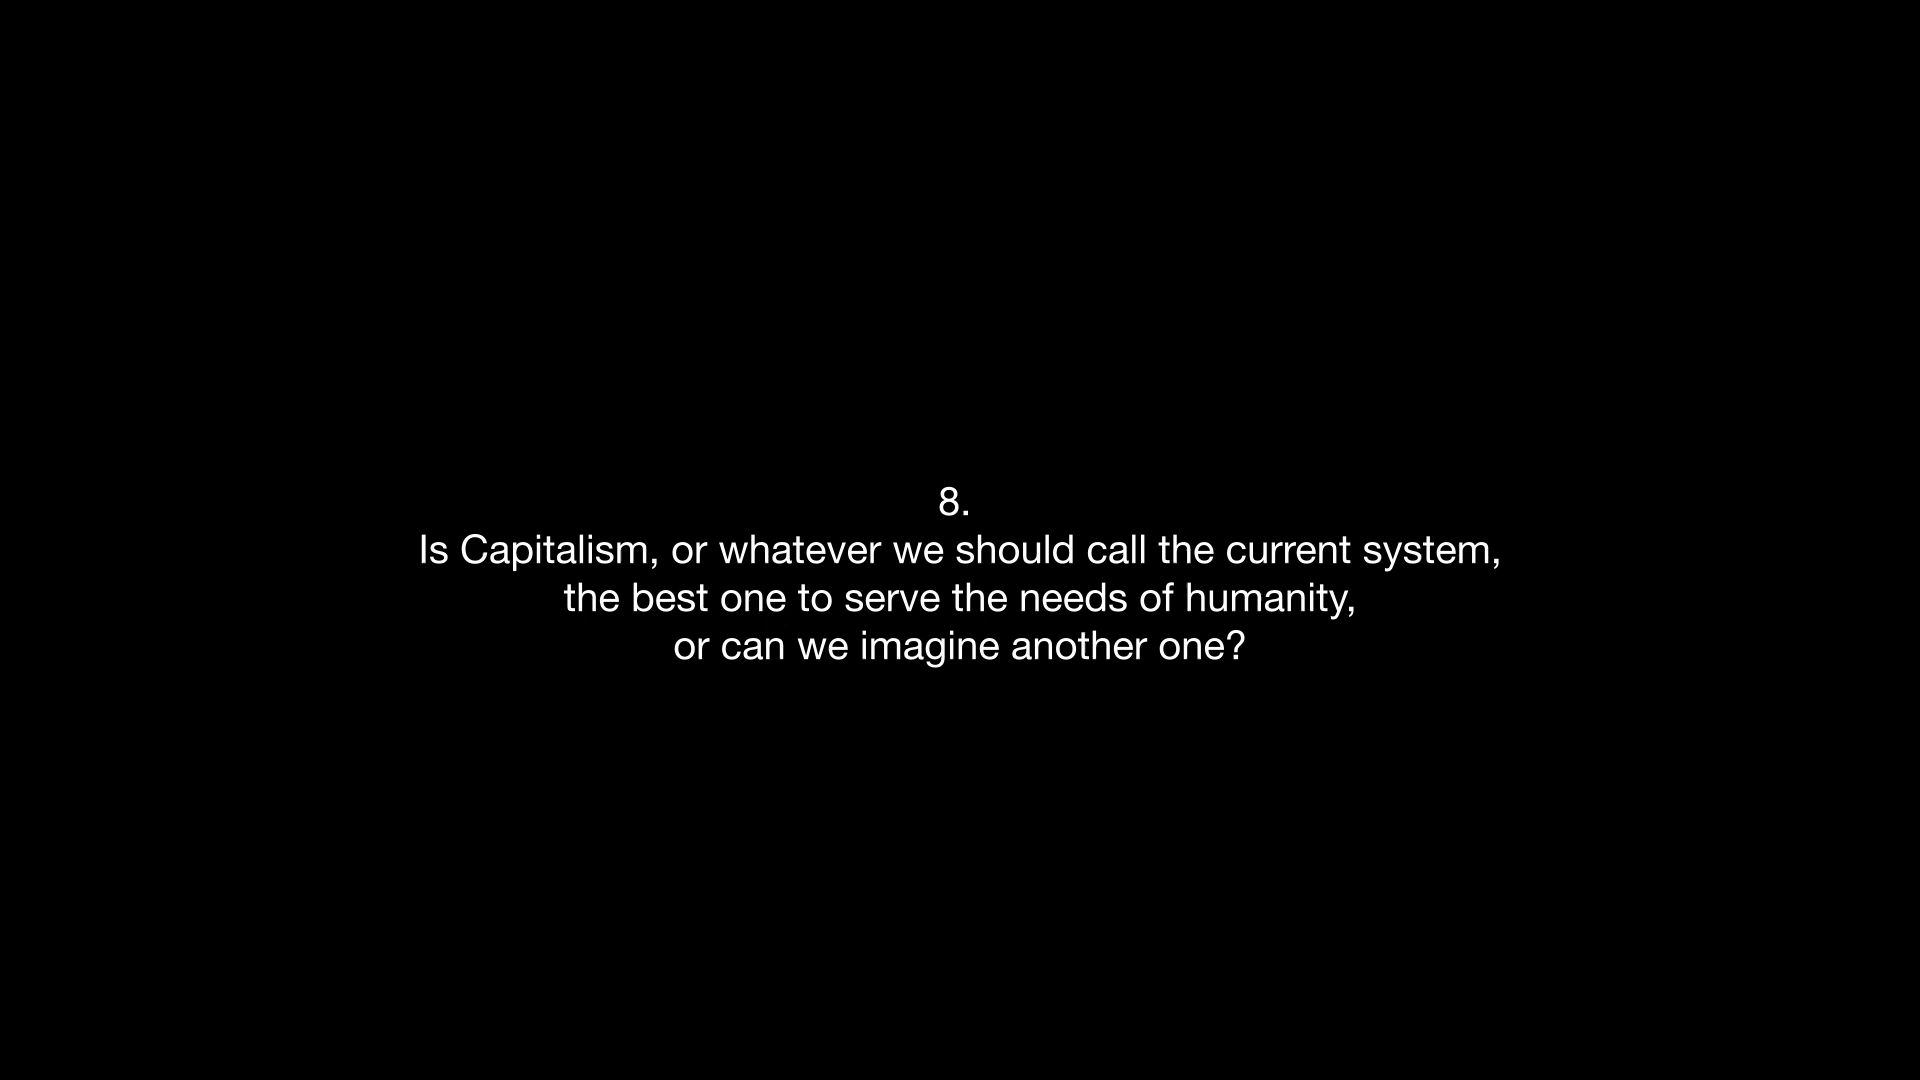 8.
Is Capitalism, or whatever we should call the current system,
the best one to serve the needs of humanity,
or can we imagine another one?